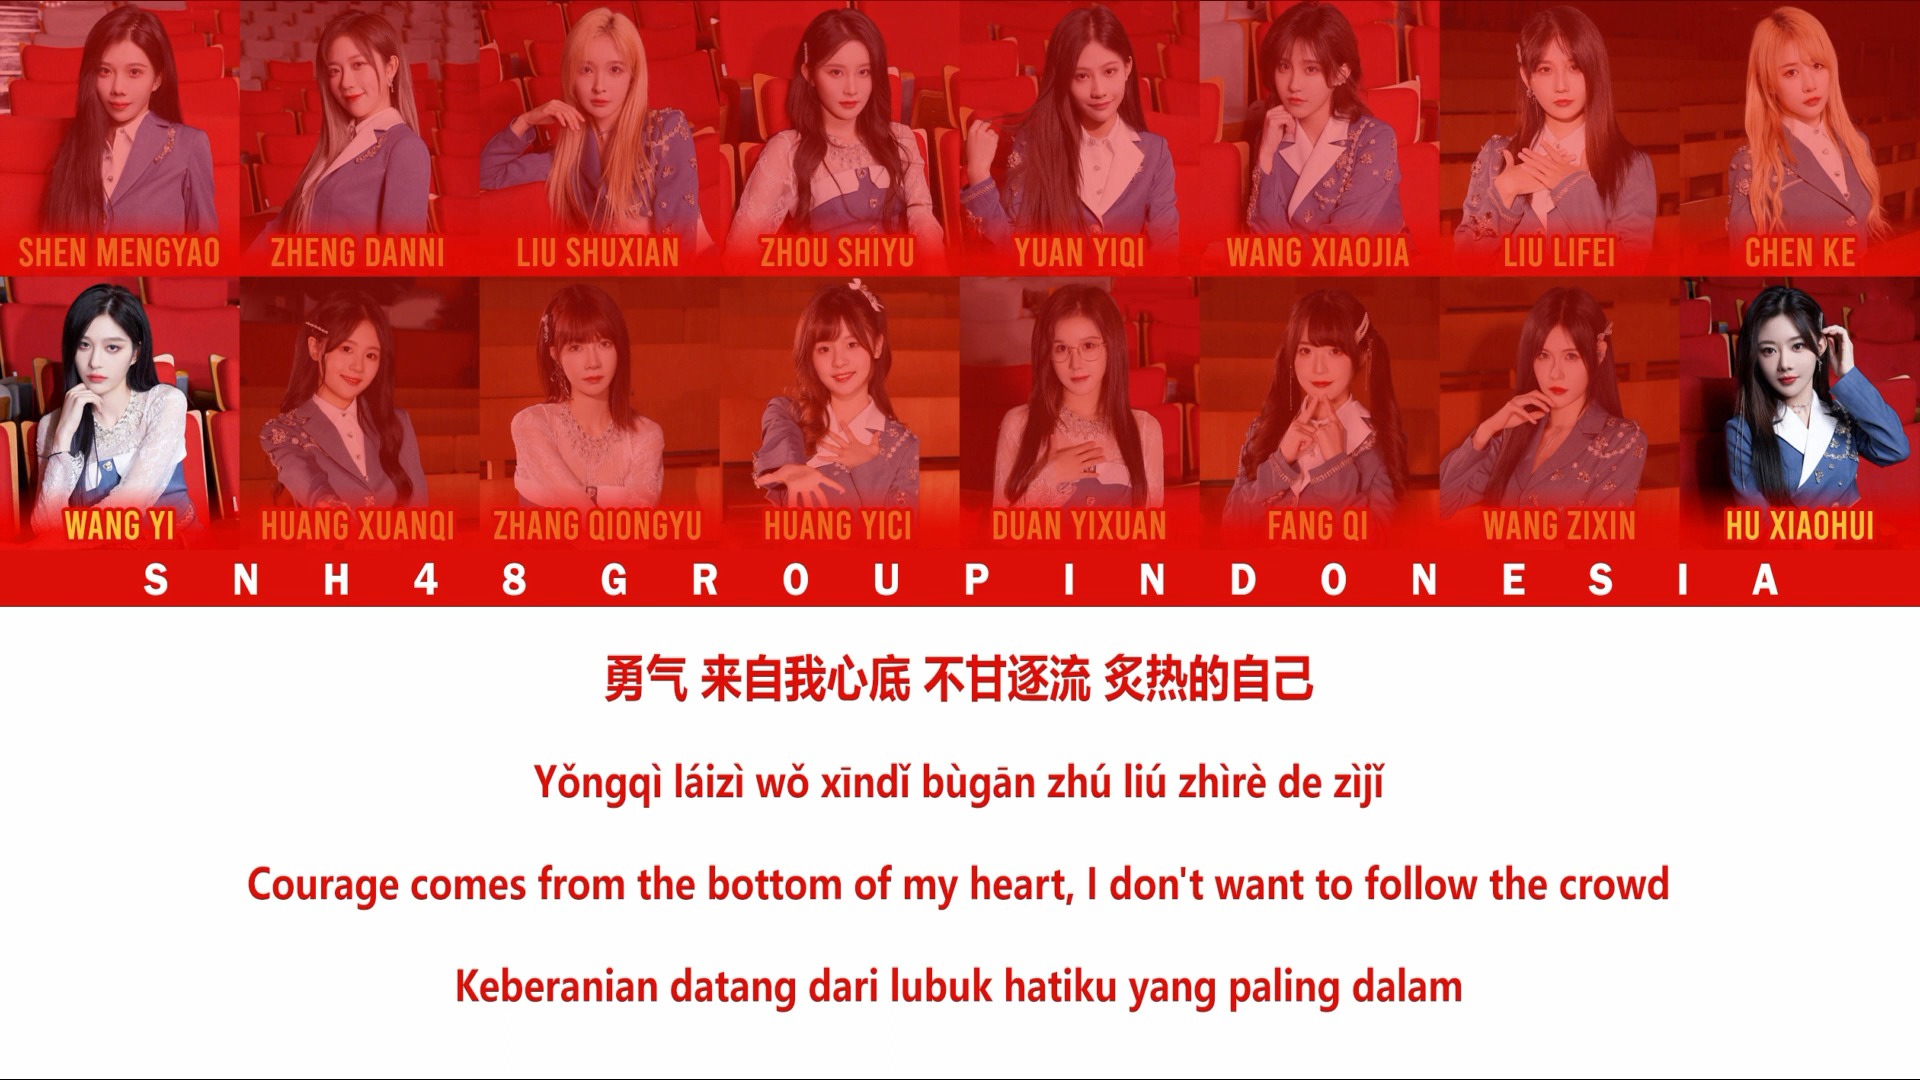 SHEN MENGYAO ZHENG DANNI LIU SHUXIAN ZHOU SHIYU YUAN YIQI WANG XIAOJIA LIU LIFEI CHEN KE
WANG YI HUANG XUANQI ZHANG QIONGYU HUANG YICI DUAN YIXUAN FANG QI WANG ZIXIN HU XIAOHUI
SNH48GROUPINDONESIA
勇气 来自我心底 不甘逐流 炙热的自己
Yǒngqì láizì wǒ xīndǐ bùgān zhú liú zhìrè de zìjǐ
Courage comes from the bottom of my heart, I don't want to follow the crowd
Keberanian datang dari lubuk hatiku yang paling dalam